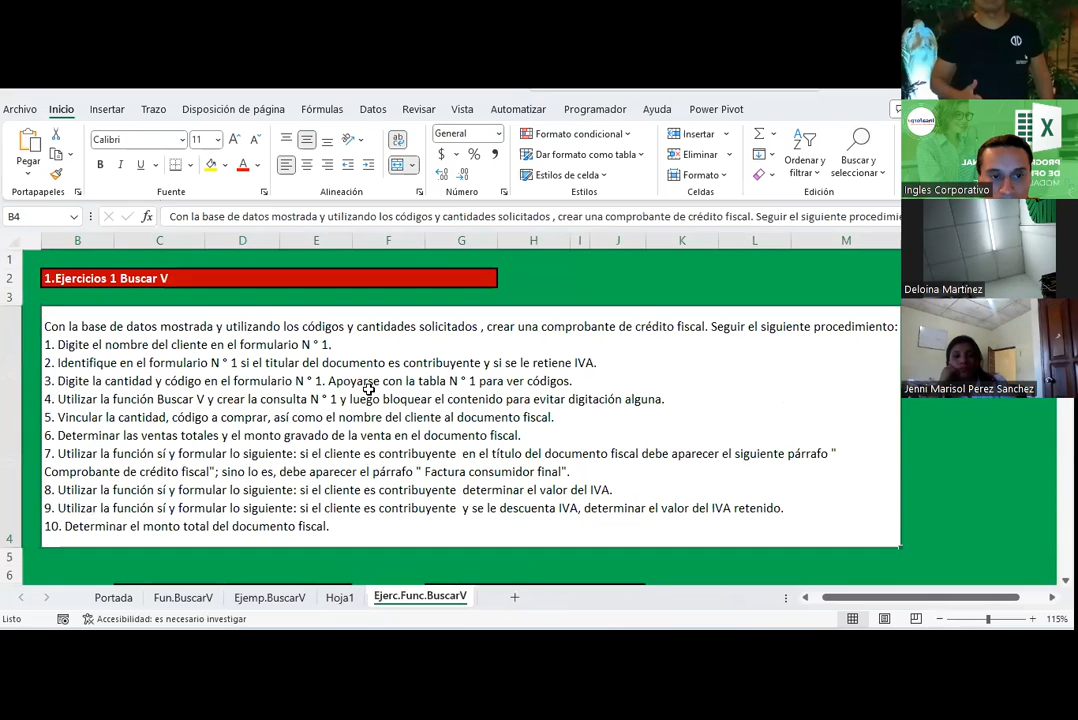 Archivo Inicio Insertar Trazo Disposición de página Fórmulas Datos Revisar Vista Automatizar Programador Ayuda Power Pivot
Pegar
Portapapeles
Calibri 11
N K S
Fuente
Alineación
General
$ % 
Número
Formato condicional
Dar formato como tabla
Estilos de celda
Estilos
Insertar
Eliminar
Formato
Celdas
Ordenar y filtrar
Buscar y seleccionar
Edición
B4
fx Con la base de datos mostrada y utilizando los códigos y cantidades solicitados , crear una comprobante de crédito fiscal. Seguir el siguiente procedimie
B C D E F G H I J K L M
1
2 1.Ejercicios 1 Buscar V
3
Con la base de datos mostrada y utilizando los códigos y cantidades solicitados , crear una comprobante de crédito fiscal. Seguir el siguiente procedimiento:
1. Digite el nombre del cliente en el formulario N ° 1.
2. Identifique en el formulario N ° 1 si el titular del documento es contribuyente y si se le retiene IVA.
3. Digite la cantidad y código en el formulario N ° 1. Apoyarse con la tabla N ° 1 para ver códigos.
4. Utilizar la función Buscar V y crear la consulta N ° 1 y luego bloquear el contenido para evitar digitación alguna.
5. Vincular la cantidad, código a comprar, así como el nombre del cliente al documento fiscal.
6. Determinar las ventas totales y el monto gravado de la venta en el documento fiscal.
7. Utilizar la función sí y formular lo siguiente: si el cliente es contribuyente en el título del documento fiscal debe aparecer el siguiente párrafo "
Comprobante de crédito fiscal"; sino lo es, debe aparecer el párrafo " Factura consumidor final".
8. Utilizar la función sí y formular lo siguiente: si el cliente es contribuyente determinar el valor del IVA.
9. Utilizar la función sí y formular lo siguiente: si el cliente es contribuyente y se le descuenta IVA, determinar el valor del IVA retenido.
10. Determinar el monto total del documento fiscal.
4
5
6
Portada Fun.BuscarV Ejemp.BuscarV Hoja1 Ejerc.Func.BuscarV
Listo Accesibilidad: es necesario investigar 115%
Ingles Corporativo
Deloina Martínez
Jenni Marisol Perez Sanchez